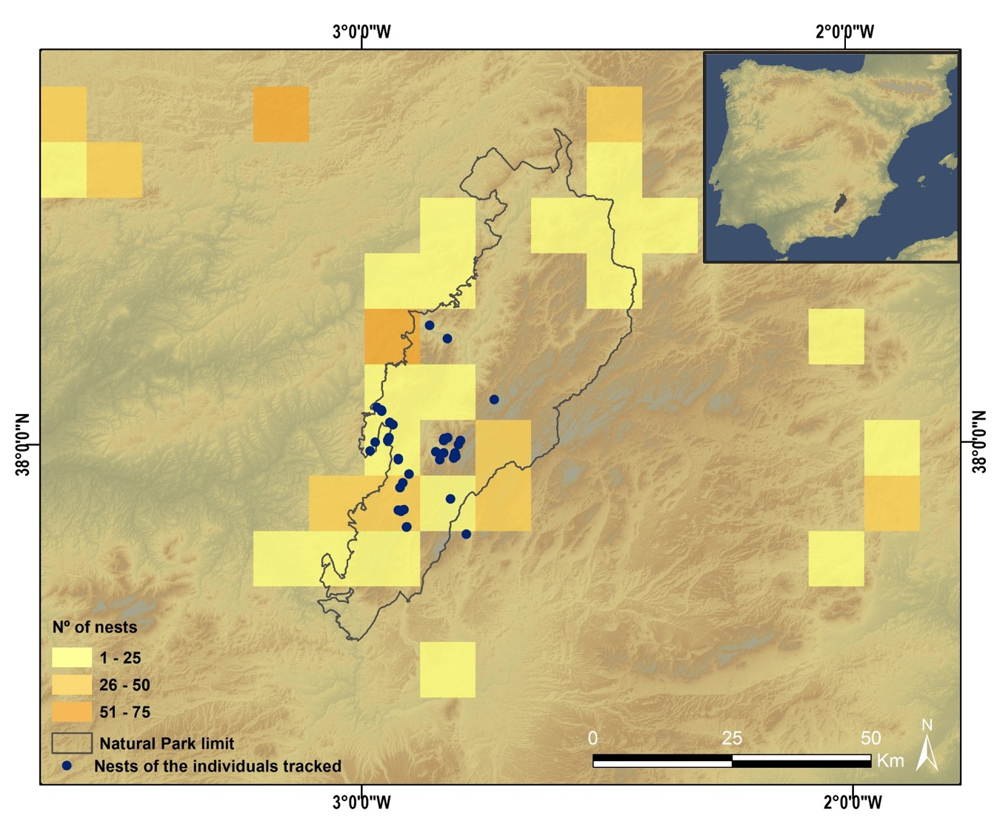 3°0'0"W 2°0'0"W
38°0'0"N
38°0'0"N
Nº of nests
1 - 25
26 - 50
51 - 75
Natural Park limit
Nests of the individuals tracked
0 25 50
Km
N
3°0'0"W 2°0'0"W